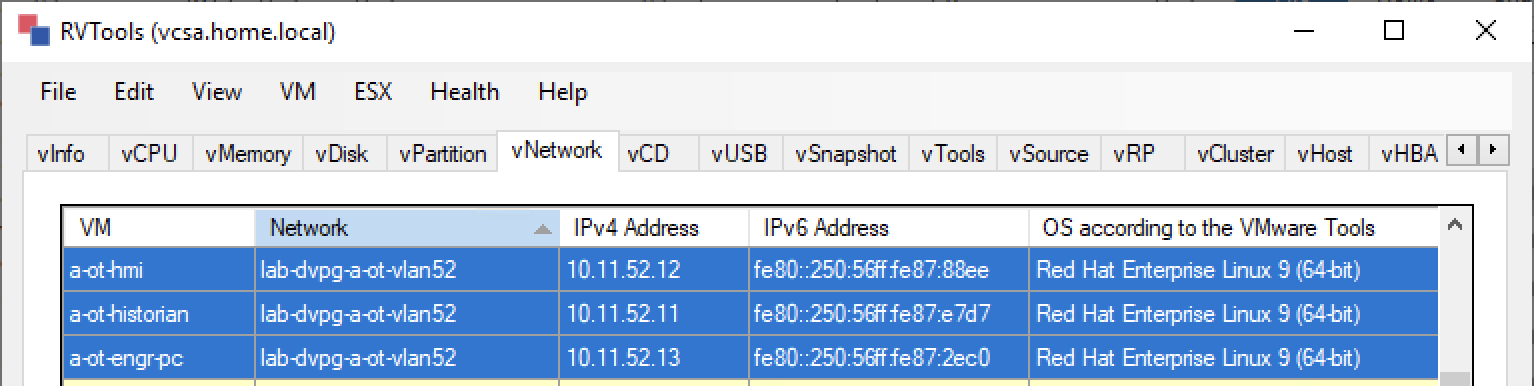 RVTools (vcsa.home.local)
File Edit View VM ESX Health Help
vInfo vCPU vMemory vDisk vPartition vNetwork vCD vUSB vSnapshot vTools vSource vRP vCluster vHost vHBA
VM Network IPv4 Address IPv6 Address OS according to the VMware Tools
a-ot-hmi lab-dvpg-a-ot-vlan52 10.11.52.12 fe80::250:56ff:fe87:88ee Red Hat Enterprise Linux 9 (64-bit)
a-ot-historian lab-dvpg-a-ot-vlan52 10.11.52.11 fe80::250:56ff:fe87:e7d7 Red Hat Enterprise Linux 9 (64-bit)
a-ot-engr-pc lab-dvpg-a-ot-vlan52 10.11.52.13 fe80::250:56ff:fe87:2ec0 Red Hat Enterprise Linux 9 (64-bit)